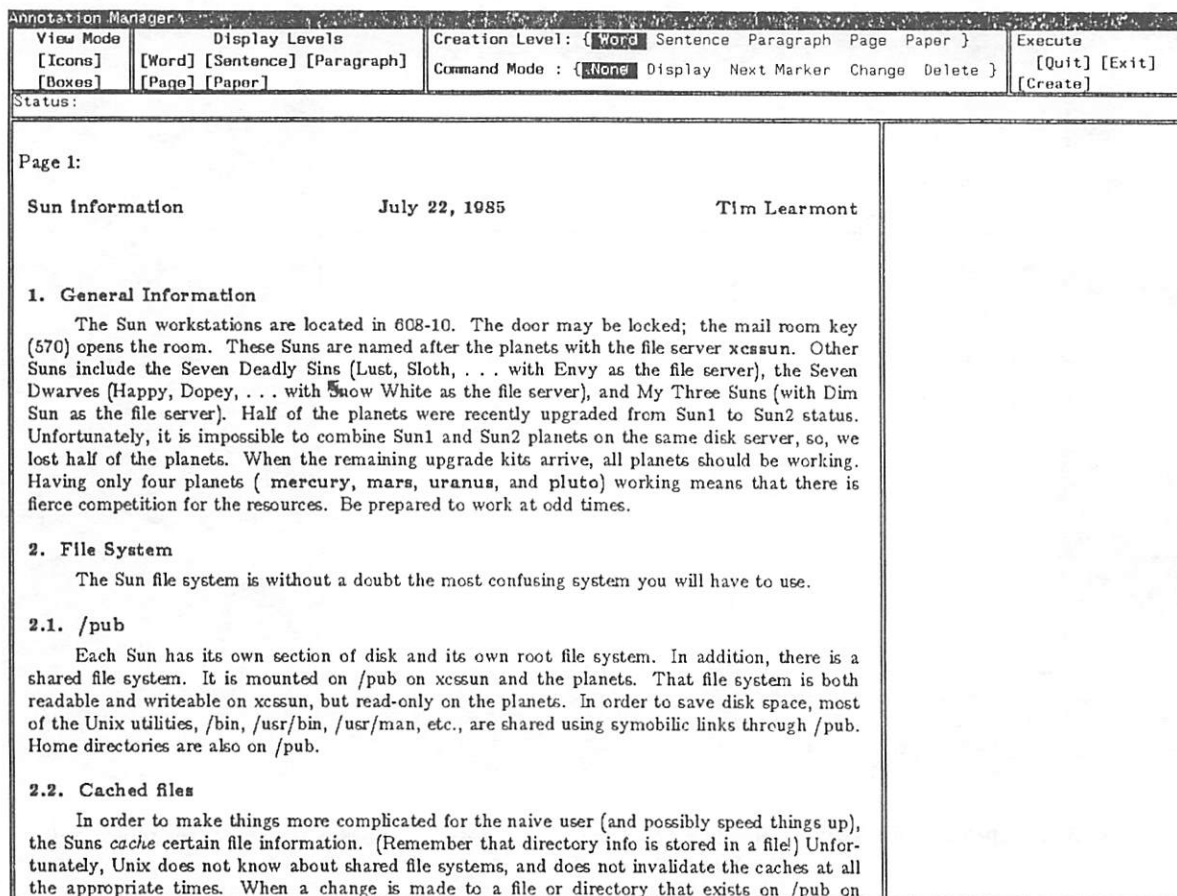 Annotation Manager
View Mode Display Levels Creation Level: { Word Sentence Paragraph Page Paper } Execute
[Icons] [Word] [Sentence] [Paragraph] Command Mode : { None Display Next Marker Change Delete } [Quit] [Exit]
[Boxes] [Page] [Paper] [Create]
Status:
Page 1:
Sun Information July 22, 1985 Tim Learmont
1. General Information
The Sun workstations are located in 608-10. The door may be locked; the mail room key
(570) opens the room. These Suns are named after the planets with the file server xcssun. Other
Suns include the Seven Deadly Sins (Lust, Sloth, . . . with Envy as the file server), the Seven
Dwarves (Happy, Dopey, . . . with Snow White as the file server), and My Three Suns (with Dim
Sun as the file server). Half of the planets were recently upgraded from Sun1 to Sun2 status.
Unfortunately, it is impossible to combine Sun1 and Sun2 planets on the same disk server, so, we
lost half of the planets. When the remaining upgrade kits arrive, all planets should be working.
Having only four planets ( mercury, mars, uranus, and pluto) working means that there is
fierce competition for the resources. Be prepared to work at odd times.
2. File System
The Sun file system is without a doubt the most confusing system you will have to use.
2.1. /pub
Each Sun has its own section of disk and its own root file system. In addition, there is a
shared file system. It is mounted on /pub on xcssun and the planets. That file system is both
readable and writeable on xcssun, but read-only on the planets. In order to save disk space, most
of the Unix utilities, /bin, /usr/bin, /usr/man, etc., are shared using symobilic links through /pub.
Home directories are also on /pub.
2.2. Cached files
In order to make things more complicated for the naive user (and possibly speed things up),
the Suns cache certain file information. (Remember that directory info is stored in a file!) Unfor-
tunately, Unix does not know about shared file systems, and does not invalidate the caches at all
the appropriate times. When a change is made to a file or directory that exists on /pub on